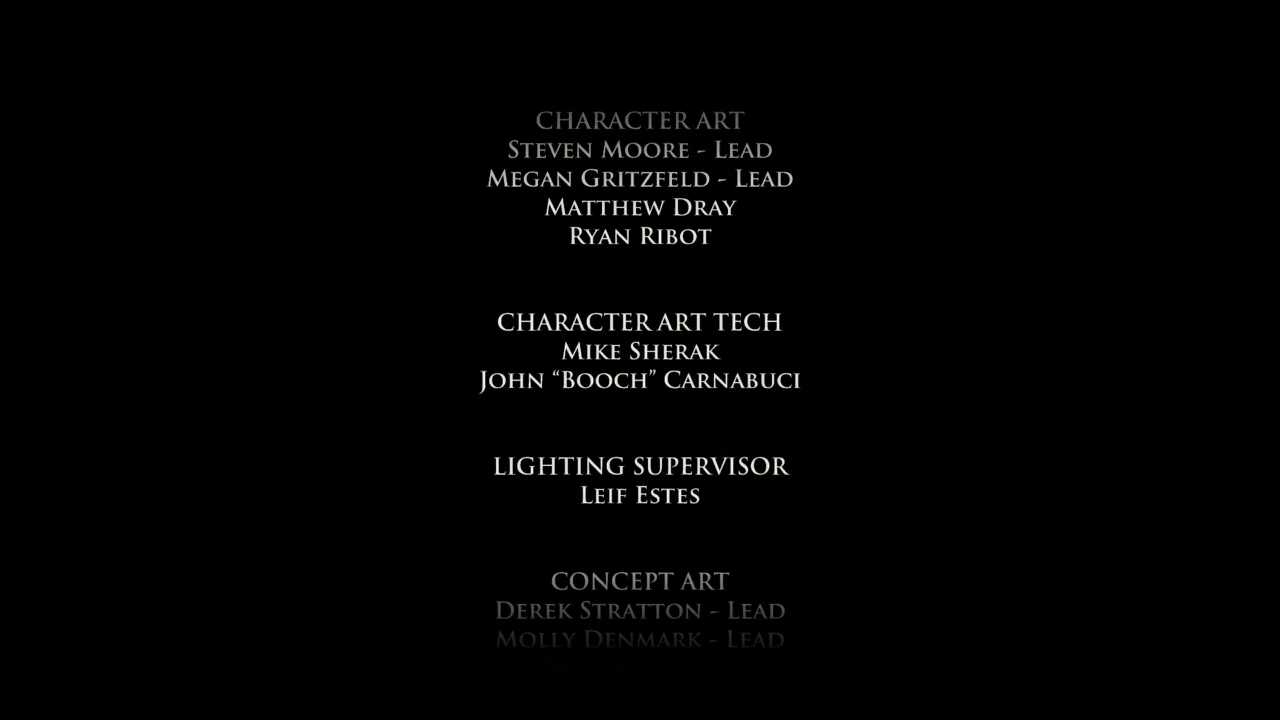 CHARACTER ART
STEVEN MOORE - LEAD
MEGAN GRITZFELD - LEAD
MATTHEW DRAY
RYAN RIBOT
CHARACTER ART TECH
MIKE SHERAK
JOHN “BOOCH” CARNABUCI
LIGHTING SUPERVISOR
LEIF ESTES
CONCEPT ART
DEREK STRATTON - LEAD
MOLLY DENMARK - LEAD